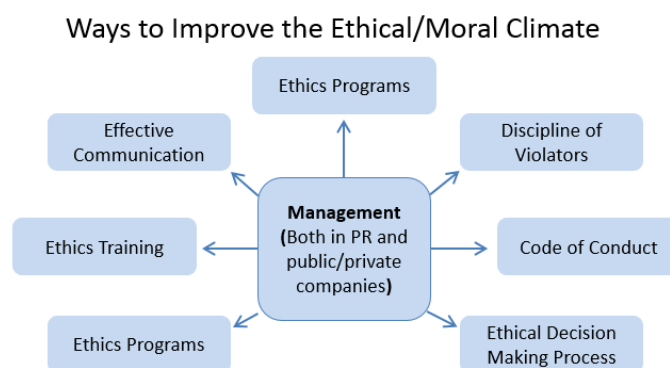 Ways to Improve the Ethical/Moral Climate
Ethics Programs
Effective
Communication
Discipline of
Violators
Management
(Both in PR and
public/private
companies)
Ethics Training
Code of Conduct
Ethics Programs
Ethical Decision
Making Process